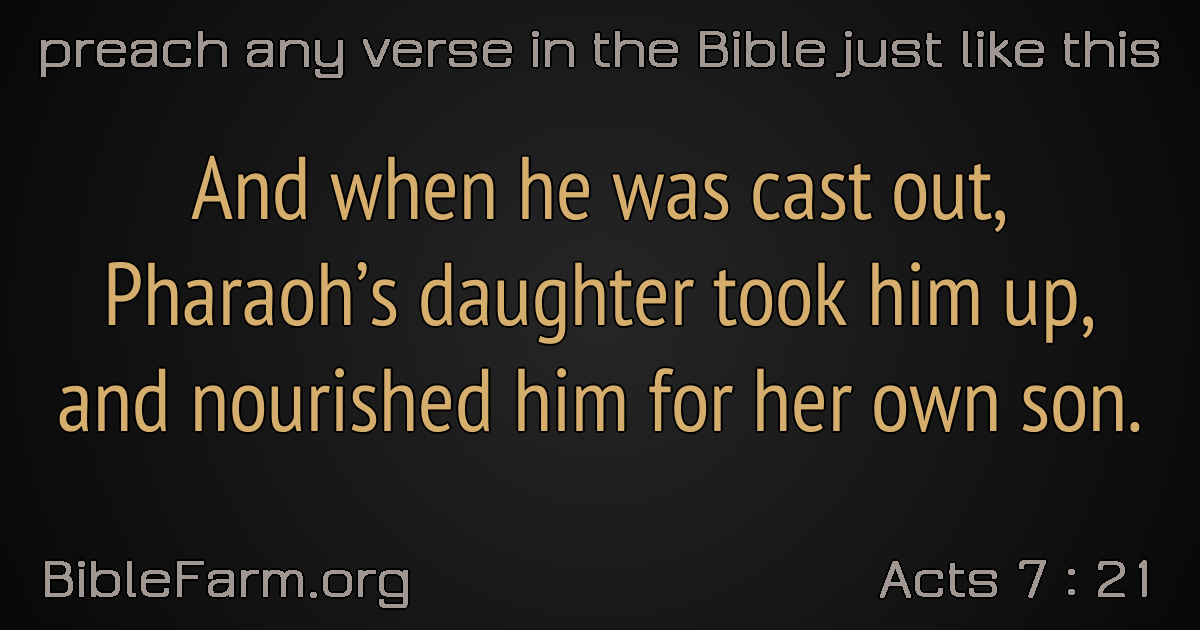 preach any verse in the Bible just like this
And when he was cast out,
Pharaoh’s daughter took him up,
and nourished him for her own son.
BibleFarm.org
Acts 7 : 21